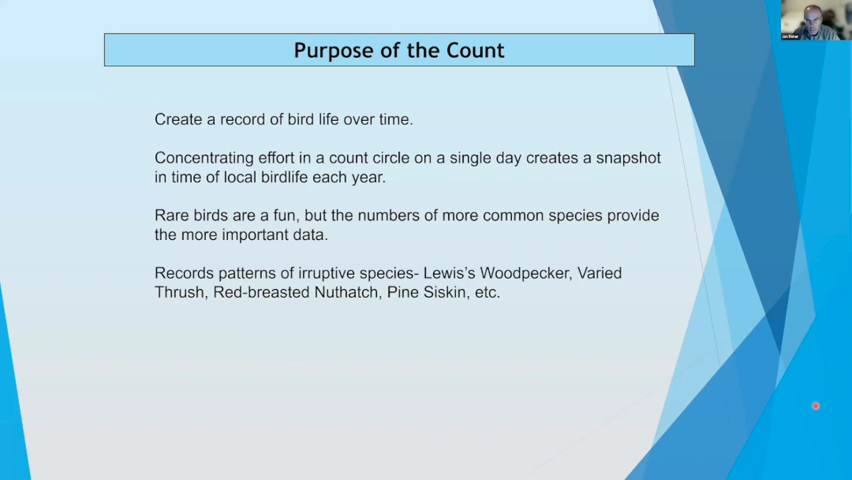 Purpose of the Count
Create a record of bird life over time.
Concentrating effort in a count circle on a single day creates a snapshot
in time of local birdlife each year.
Rare birds are a fun, but the numbers of more common species provide
the more important data.
Records patterns of irruptive species- Lewis's Woodpecker, Varied
Thrush, Red-breasted Nuthatch, Pine Siskin, etc.